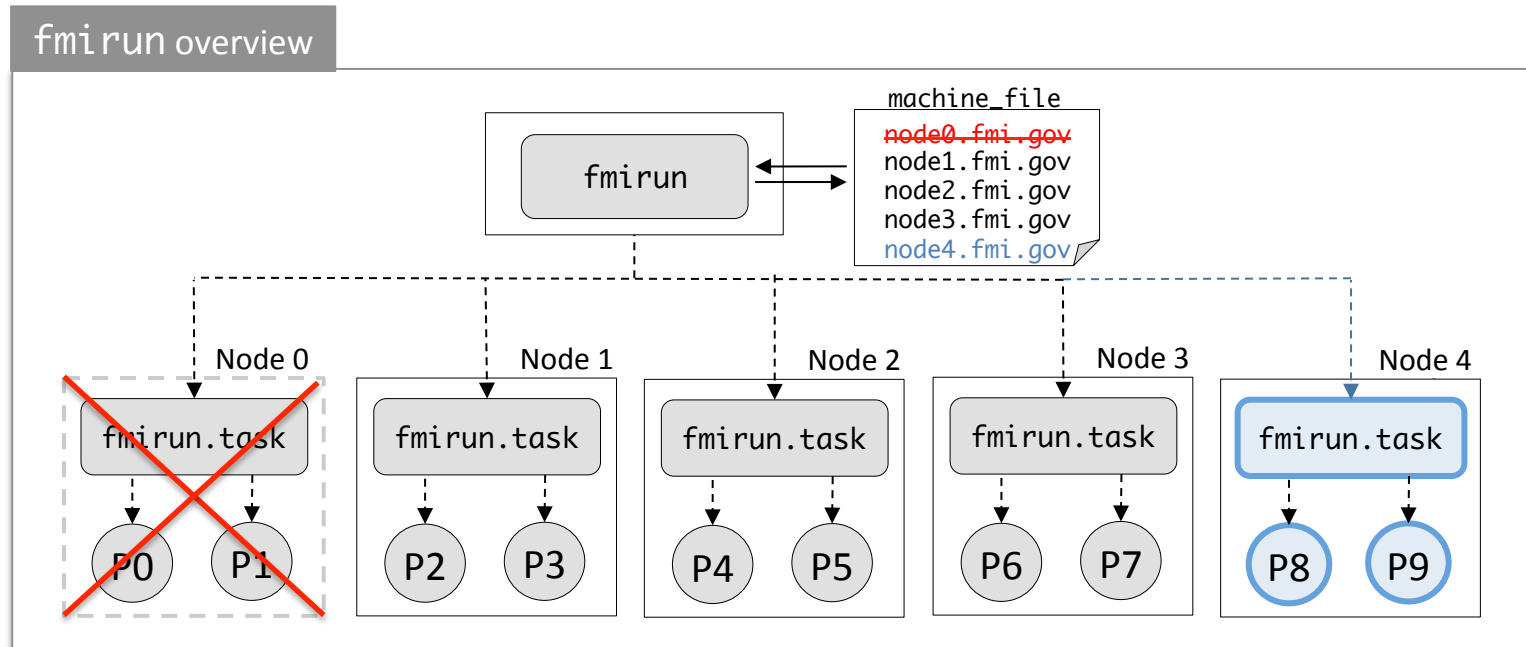 fmirun overview
machine_file
node0.fmi.gov
node1.fmi.gov
node2.fmi.gov
node3.fmi.gov
node4.fmi.gov
fmirun
Node 0
Node 1
Node 2
Node 3
Node 4
fmirun.task
fmirun.task
fmirun.task
fmirun.task
fmirun.task
P0
P1
P2
P3
P4
P5
P6
P7
P8
P9